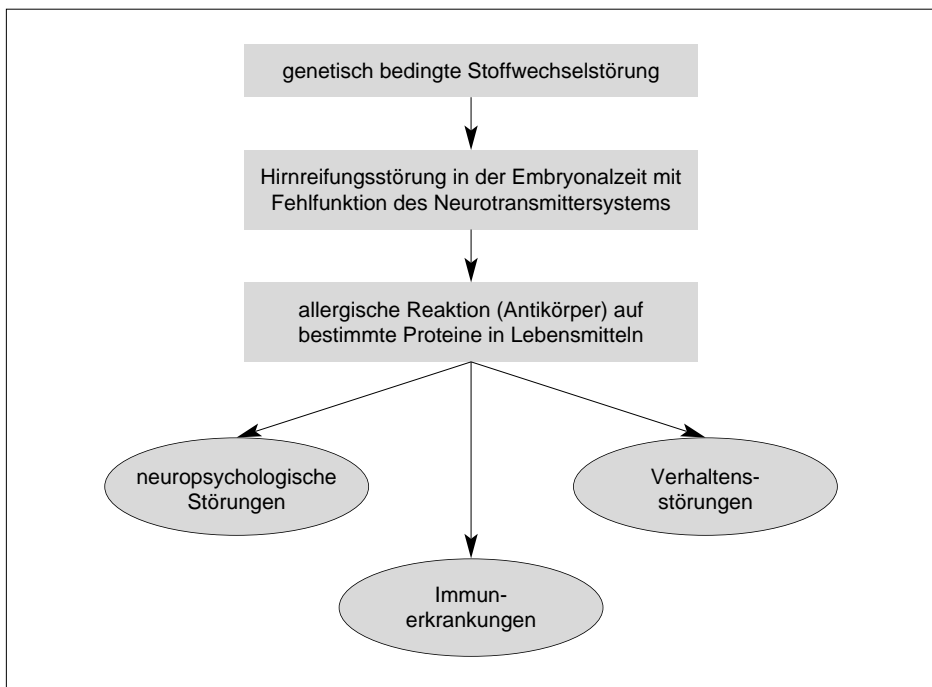 genetisch bedingte Stoffwechselstörung
Hirnreifungsstörung in der Embryonalzeit mit
Fehlfunktion des Neurotransmittersystems
allergische Reaktion (Antikörper) auf
bestimmte Proteine in Lebensmitteln
neuropsychologische
Störungen
Verhaltens-
störungen
Immun-
erkrankungen